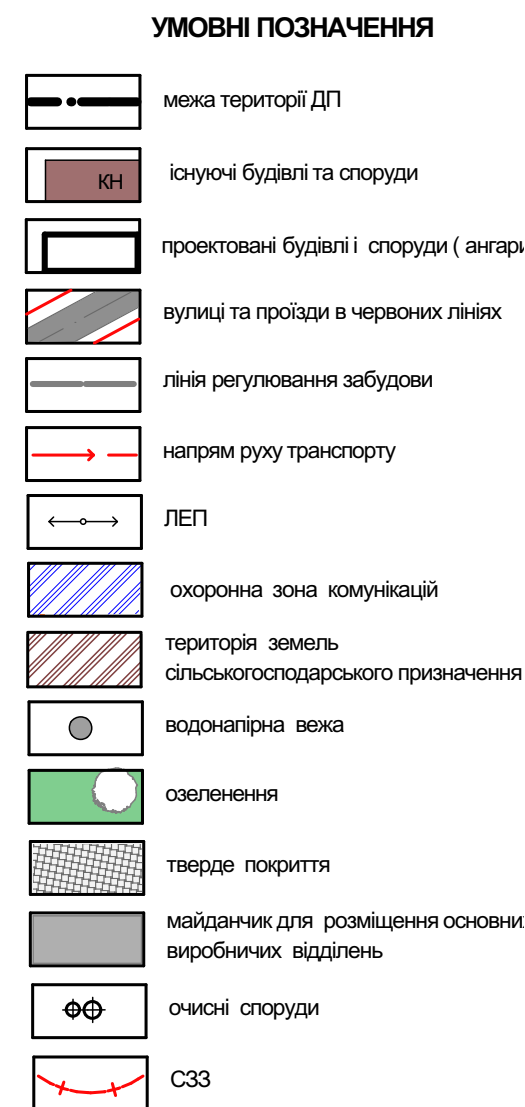 УМОВНІ ПОЗНАЧЕННЯ
межа території ДП
КН
існуючі будівлі та споруди
проектовані будівлі і споруди ( ангари
вулиці та проїзди в червоних лініях
лінія регулювання забудови
напрям руху транспорту
ЛЕП
охоронна зона комунікацій
територія земель
сільськогосподарського призначення
водонапірна вежа
озеленення
тверде покриття
майданчик для розміщення основних
виробничих відділень
очисні споруди
СЗЗ